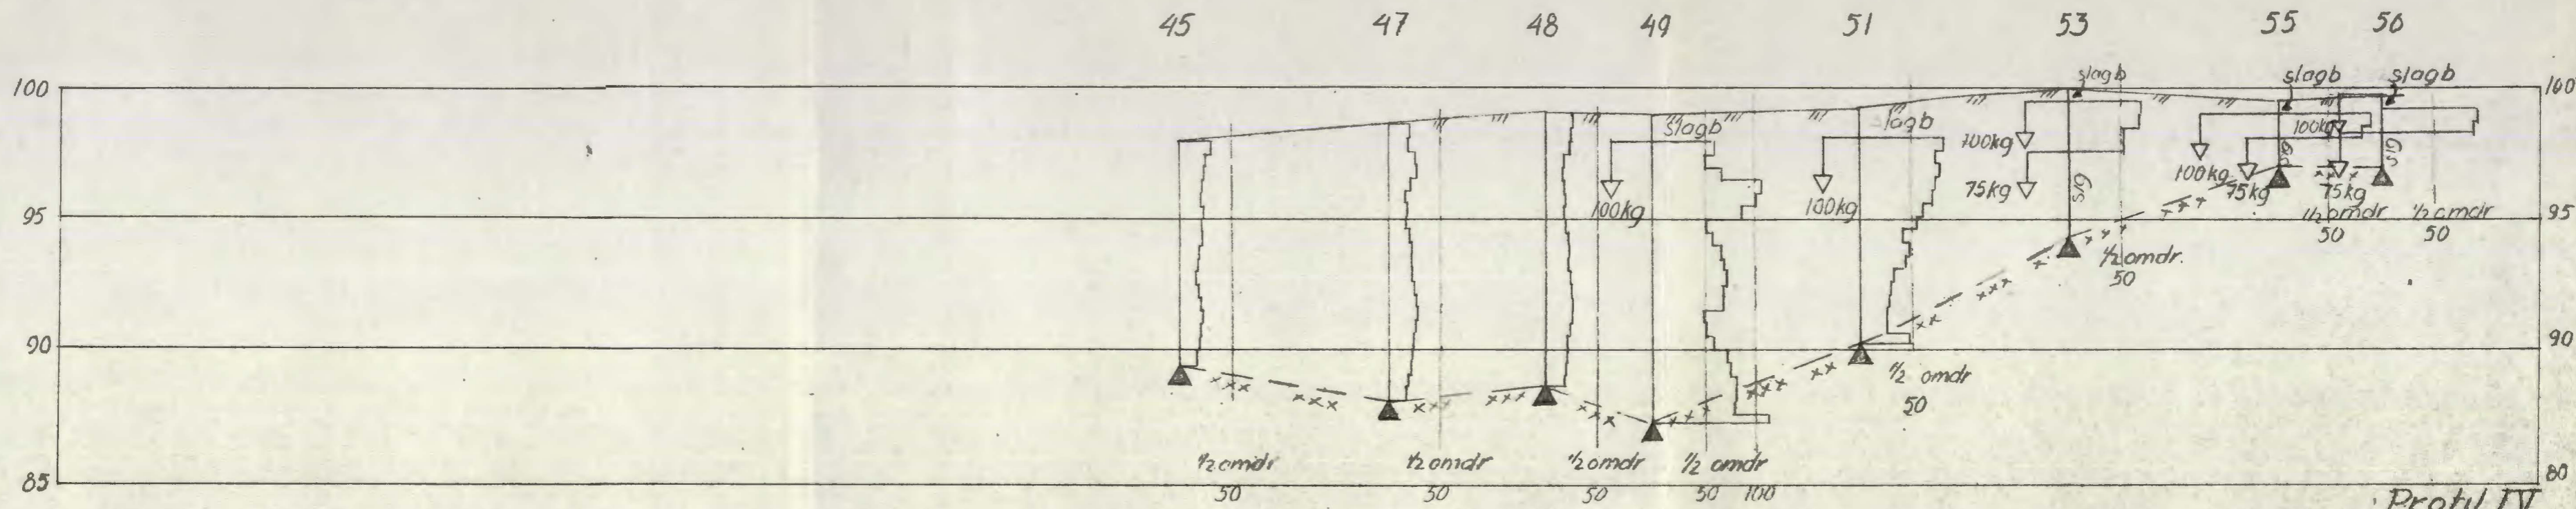 45 47 48 49 51 53 55 56
100 slagb slagb slagb 100
Slagb slagb 100kg
100kg
100kg 75kg Grs Grs Grs 100kg 75kg 75kg
95 100kg 1/2 omdr 1/2 omdr 95
50 50
1/2 omdr.
50
90 90
1/2 omdr
50
1/2 omdr 1/2 omdr 1/2 omdr 1/2 omdr
85 50 50 50 50 100 80
Profil IV